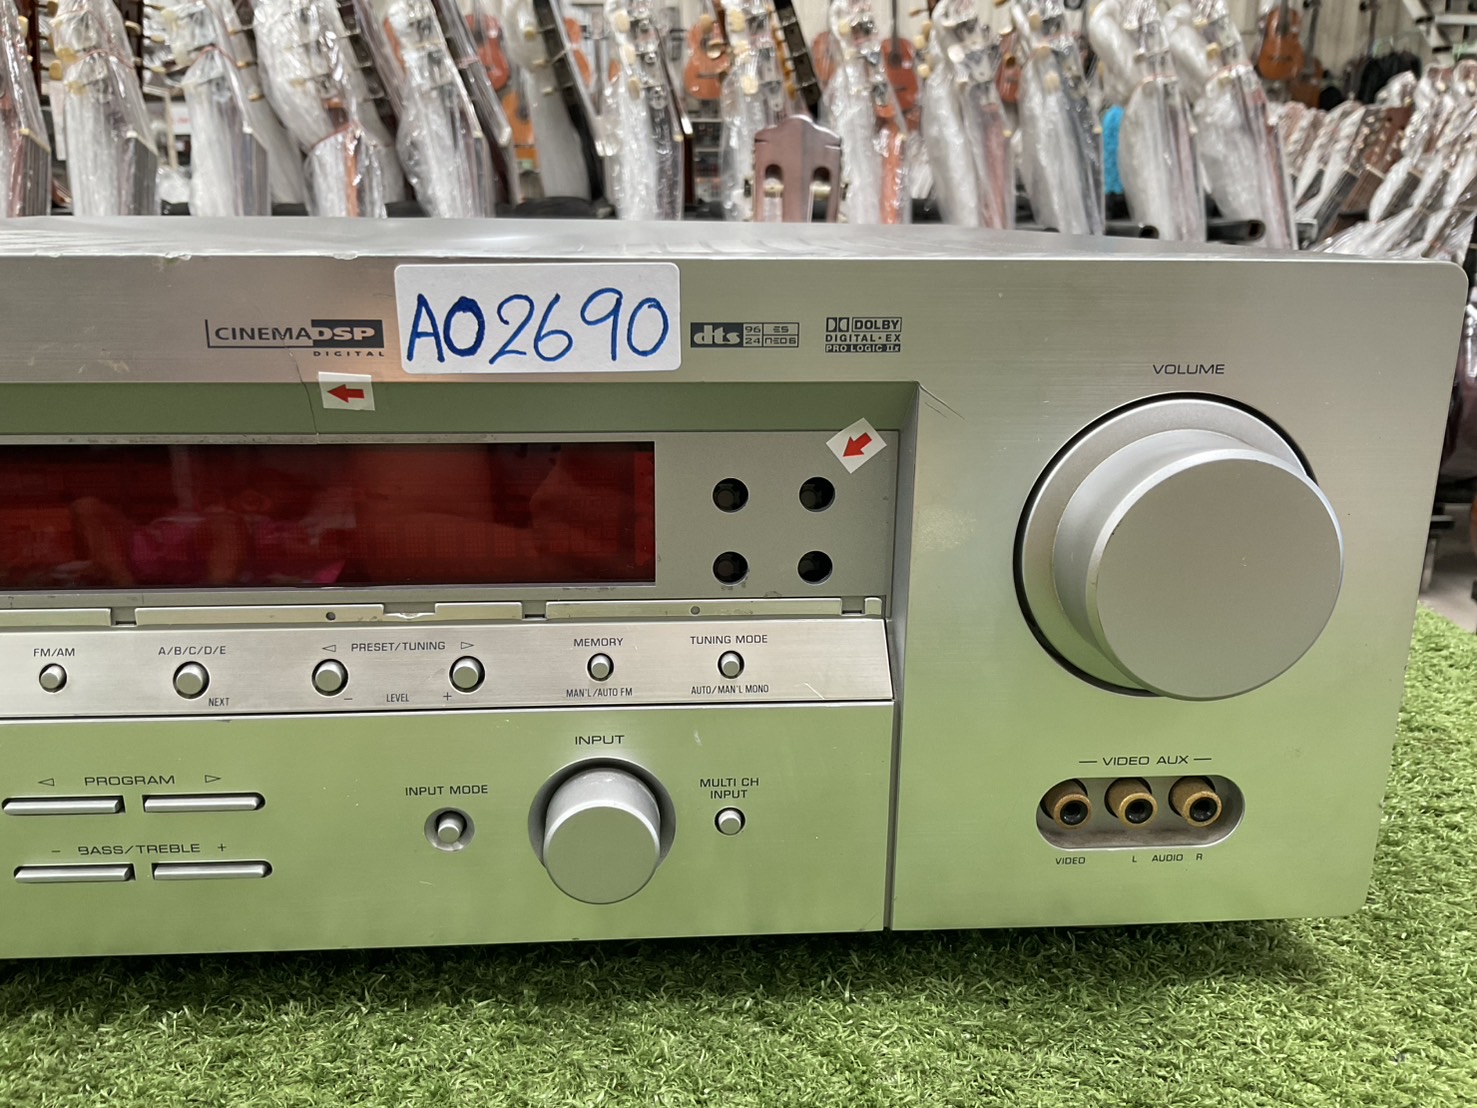 CINEMA DSP
DIGITAL
A02690
dts 96 24 ES NEO:6
DOLBY
DIGITAL·EX
PRO LOGIC IIx
VOLUME
FM/AM
A/B/C/D/E
NEXT
◁ PRESET/TUNING ▷
− LEVEL +
MEMORY
MAN'L/AUTO FM
TUNING MODE
AUTO/MAN'L MONO
◁ PROGRAM ▷
− BASS/TREBLE +
INPUT MODE
INPUT
MULTI CH
INPUT
— VIDEO AUX —
VIDEO L AUDIO R